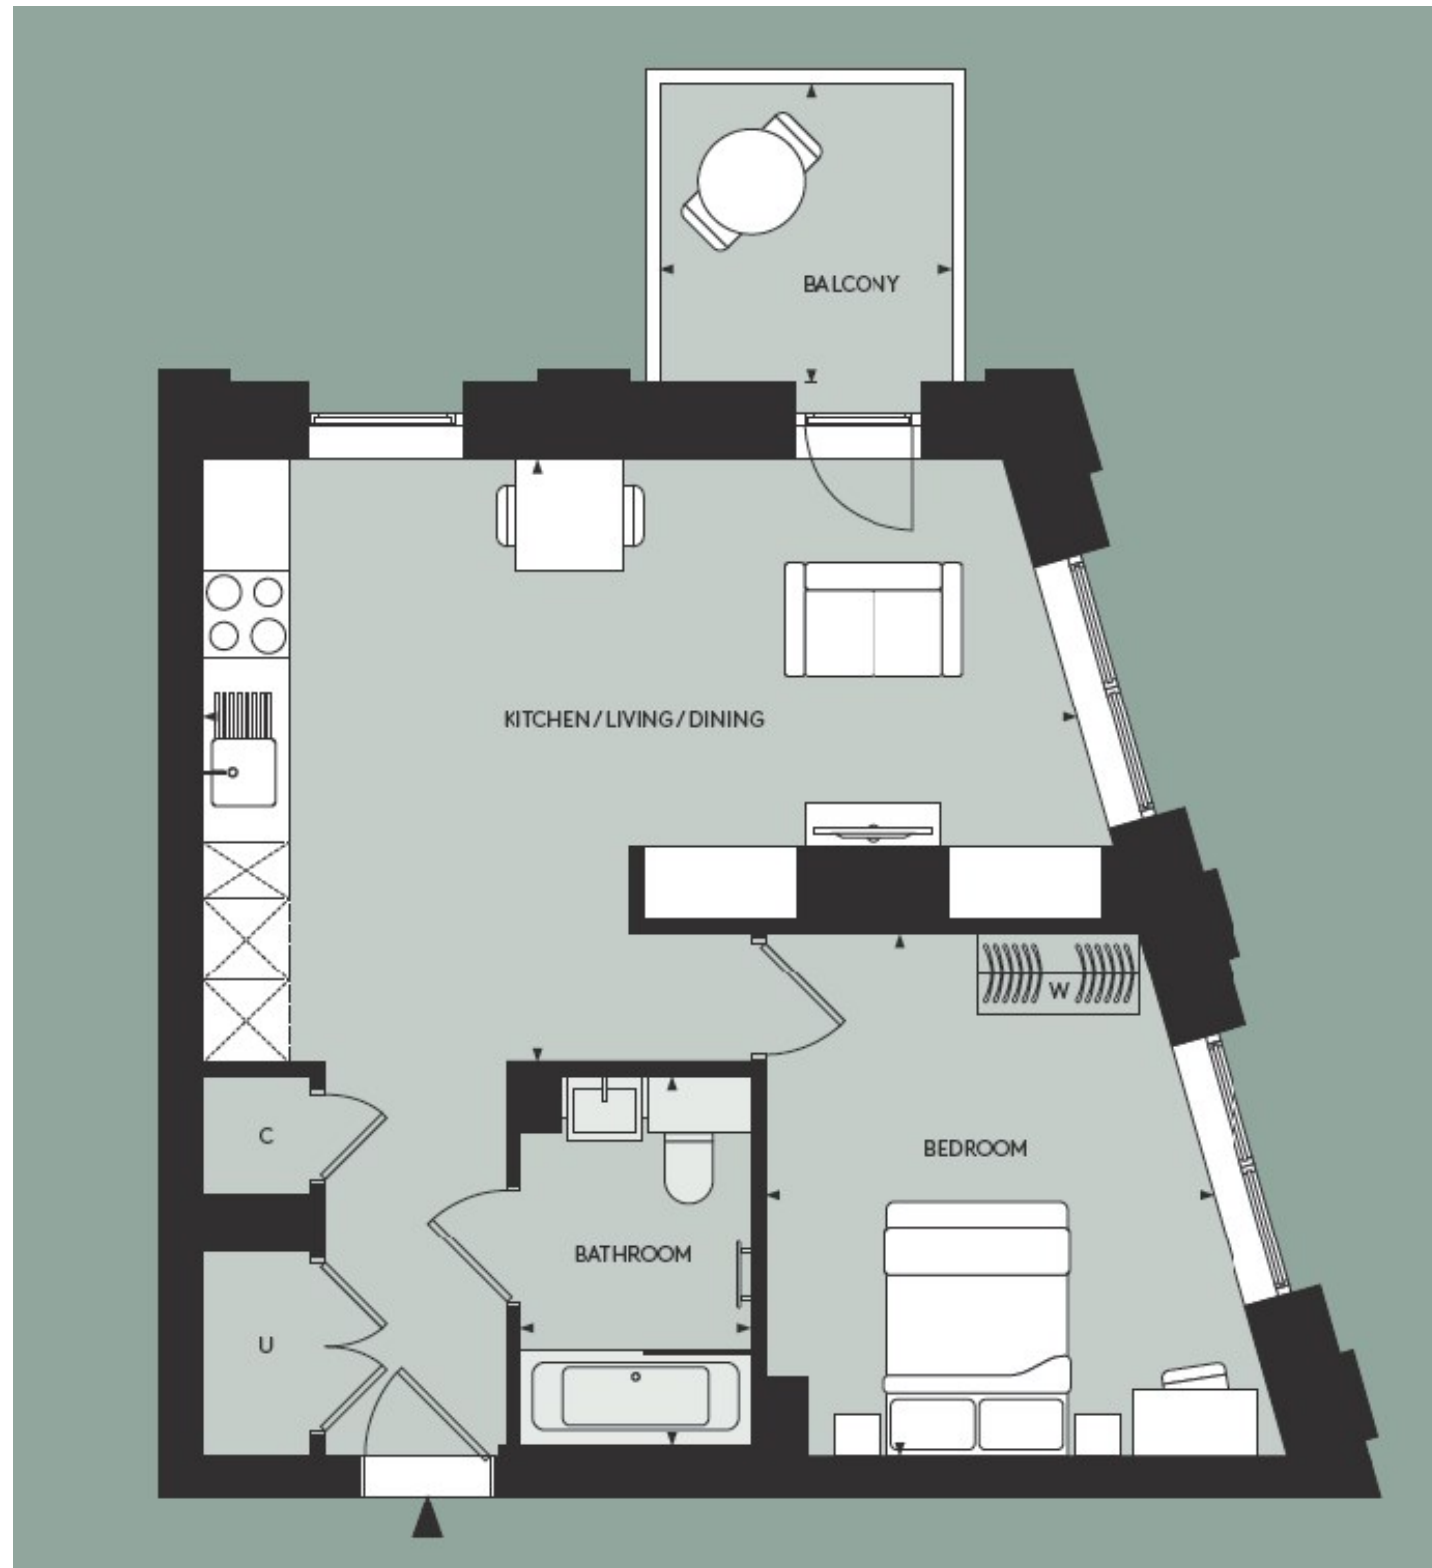 BALCONY
KITCHEN / LIVING / DINING
W
C
BEDROOM
BATHROOM
U